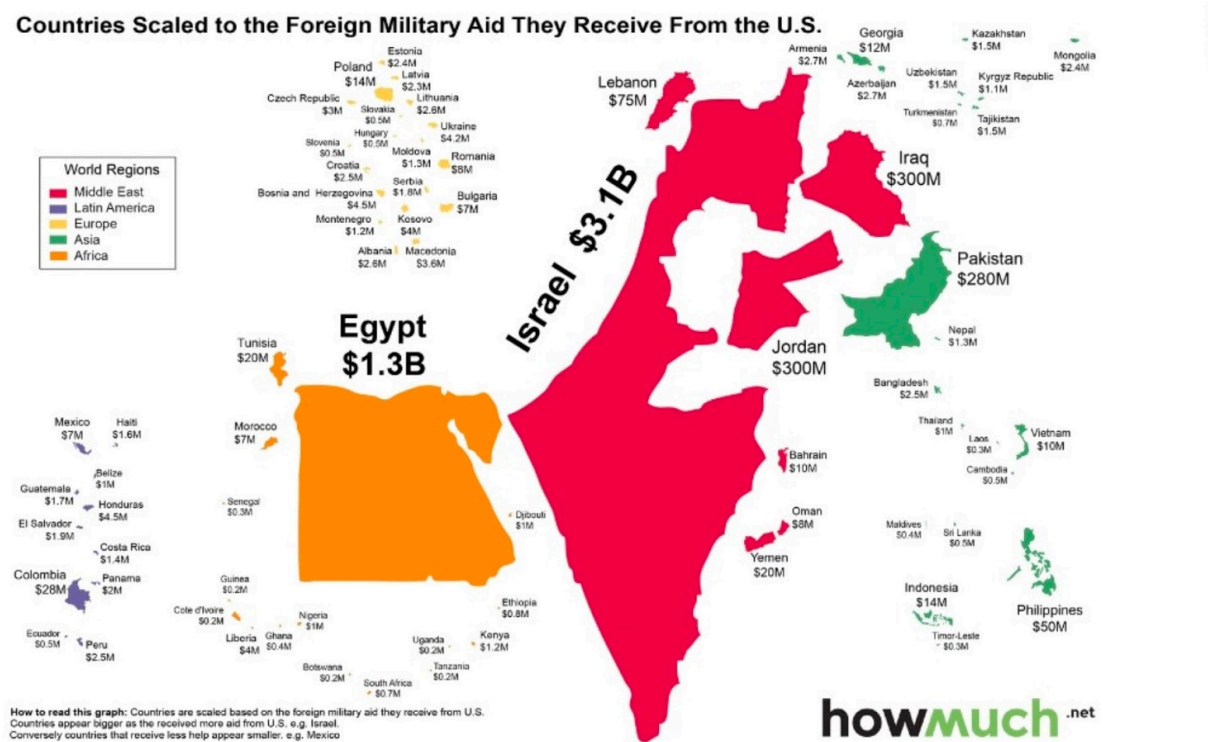 Countries Scaled to the Foreign Military Aid They Receive From the U.S.
World Regions
Middle East
Latin America
Europe
Asia
Africa
Estonia
$2.4M
Poland
$14M
Latvia
$2.3M
Czech Republic
$3M
Lithuania
$2.6M
Slovakia
$0.5M
Ukraine
$4.2M
Hungary
$0.5M
Slovenia
$0.5M
Moldova
$1.3M
Romania
$8M
Croatia
$2.5M
Serbia
$1.8M
Bosnia and Herzegovina
$4.5M
Bulgaria
$7M
Montenegro
$1.2M
Kosovo
$4M
Albania
$2.6M
Macedonia
$3.6M
Lebanon
$75M
Israel $3.1B
Iraq
$300M
Jordan
$300M
Bahrain
$10M
Oman
$8M
Yemen
$20M
Armenia
$2.7M
Georgia
$12M
Azerbaijan
$2.7M
Kazakhstan
$1.5M
Mongolia
$2.4M
Uzbekistan
$1.5M
Kyrgyz Republic
$1.1M
Turkmenistan
$0.7M
Tajikistan
$1.5M
Pakistan
$280M
Nepal
$1.3M
Bangladesh
$2.5M
Thailand
$1M
Laos
$0.3M
Vietnam
$10M
Cambodia
$0.5M
Maldives
$0.4M
Sri Lanka
$0.5M
Indonesia
$14M
Philippines
$50M
Timor-Leste
$0.3M
Egypt
$1.3B
Tunisia
$20M
Morocco
$7M
Senegal
$0.3M
Djibouti
$1M
Guinea
$0.2M
Cote d'Ivoire
$0.2M
Liberia
$4M
Ghana
$0.4M
Nigeria
$1M
Ethiopia
$0.8M
Uganda
$0.2M
Kenya
$1.2M
Botswana
$0.2M
Tanzania
$0.2M
South Africa
$0.7M
Mexico
$7M
Haiti
$1.6M
Belize
$1M
Guatemala
$1.7M
Honduras
$4.5M
El Salvador
$1.9M
Costa Rica
$1.4M
Colombia
$28M
Panama
$2M
Ecuador
$0.5M
Peru
$2.5M
How to read this graph: Countries are scaled based on the foreign military aid they receive from U.S.
Countries appear bigger as the received more aid from U.S. e.g. Israel.
Conversely countries that receive less help appear smaller. e.g. Mexico
howmuch.net